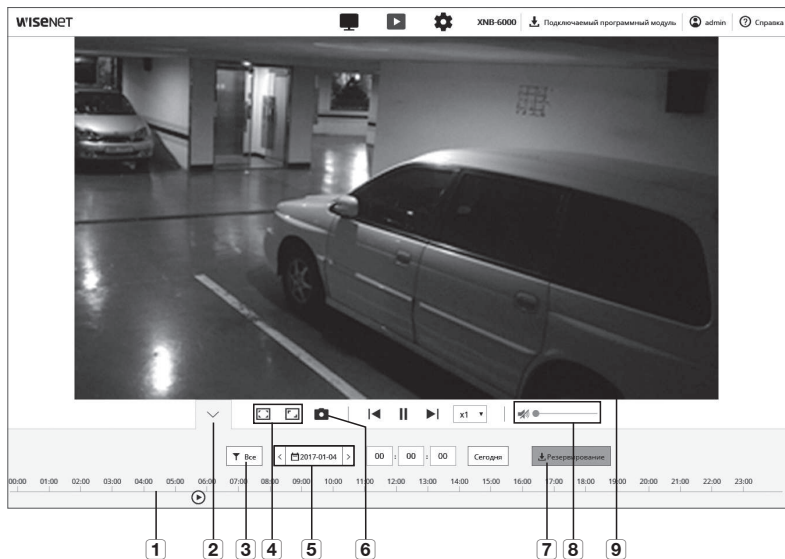 WISENET XNB-6000 Подключаемый программный модуль admin ? Справка
x1
Все 2017-01-04 00 : 00 : 00 Сегодня Резервирование
00:00 01:00 02:00 03:00 04:00 05:00 06:00 07:00 08:00 09:00 10:00 11:00 12:00 13:00 14:00 15:00 16:00 17:00 18:00 19:00 20:00 21:00 22:00 23:00
1 2 3 4 5 6 7 8 9